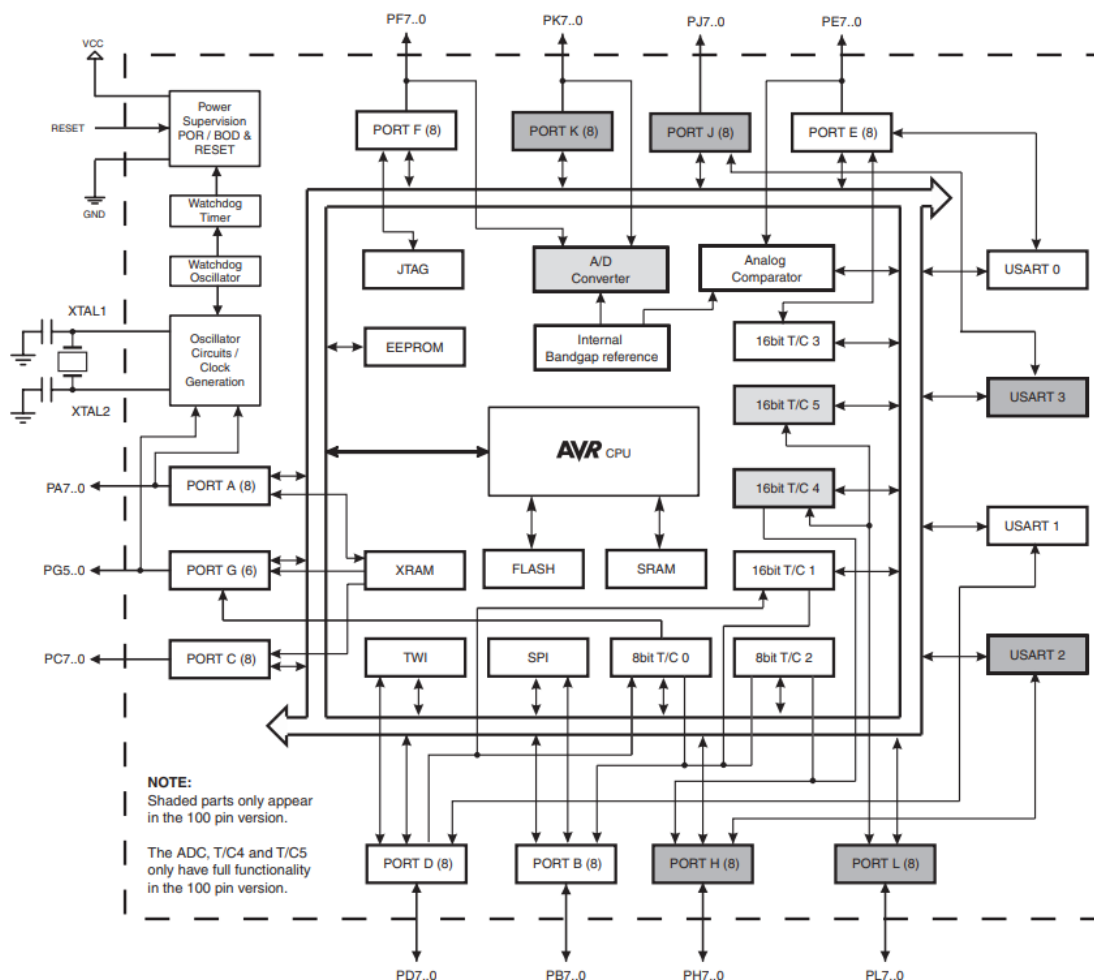 PF7..0
PK7..0
PJ7..0
PE7..0
VCC
RESET
GND
Power
Supervision
POR / BOD &
RESET
PORT F (8)
PORT K (8)
PORT J (8)
PORT E (8)
Watchdog
Timer
Watchdog
Oscillator
JTAG
A/D
Converter
Analog
Comparator
USART 0
XTAL1
Oscillator
Circuits /
Clock
Generation
XTAL2
EEPROM
Internal
Bandgap reference
16bit T/C 3
16bit T/C 5
USART 3
AVR CPU
PA7..0
PORT A (8)
16bit T/C 4
USART 1
PG5..0
PORT G (6)
XRAM
FLASH
SRAM
16bit T/C 1
PC7..0
PORT C (8)
TWI
SPI
8bit T/C 0
8bit T/C 2
USART 2
NOTE:
Shaded parts only appear
in the 100 pin version.
The ADC, T/C4 and T/C5
only have full functionality
in the 100 pin version.
PORT D (8)
PORT B (8)
PORT H (8)
PORT L (8)
PD7..0
PB7..0
PH7..0
PL7..0